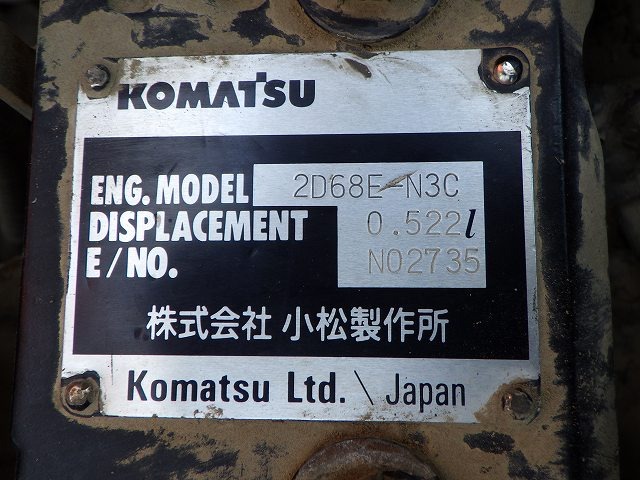 KOMATSU
ENG. MODEL 2D68E-N3C
DISPLACEMENT 0.522l
E/NO. N02735
株式会社 小松製作所
Komatsu Ltd. \ Japan